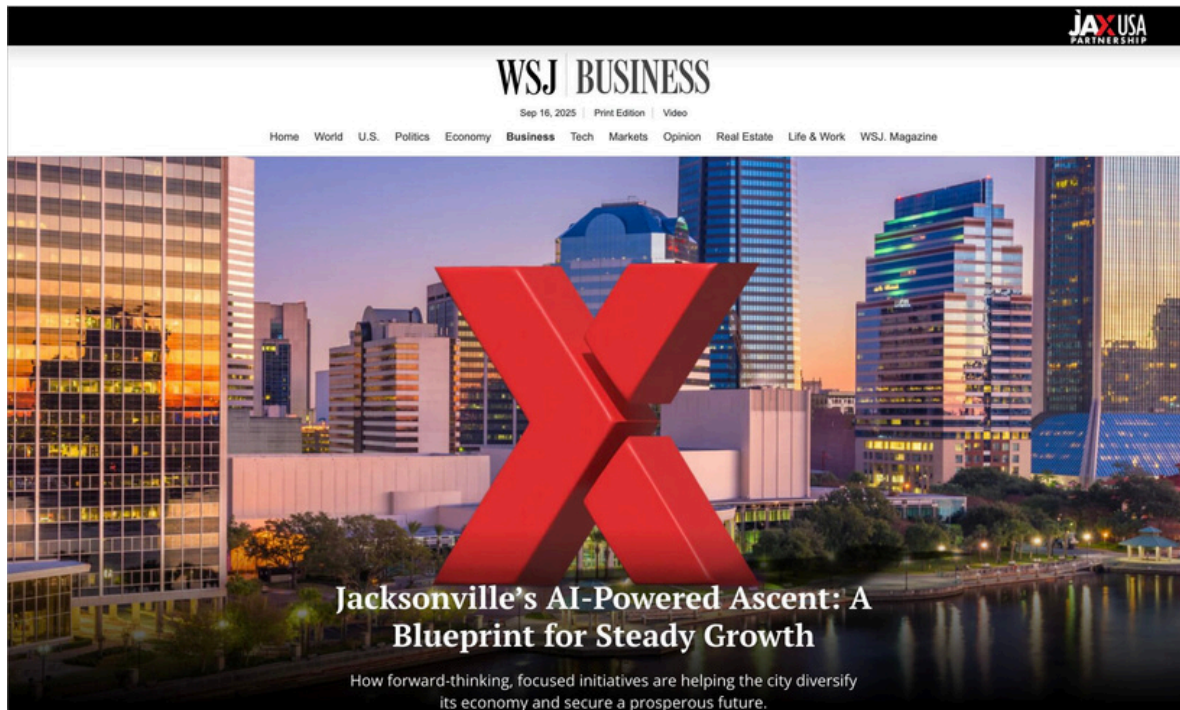 JAX USA
PARTNERSHIP
WSJ | BUSINESS
Sep 16, 2025 | Print Edition | Video
Home World U.S. Politics Economy Business Tech Markets Opinion Real Estate Life & Work WSJ. Magazine
X
Jacksonville’s AI-Powered Ascent: A
Blueprint for Steady Growth
How forward-thinking, focused initiatives are helping the city diversify
its economy and secure a prosperous future.